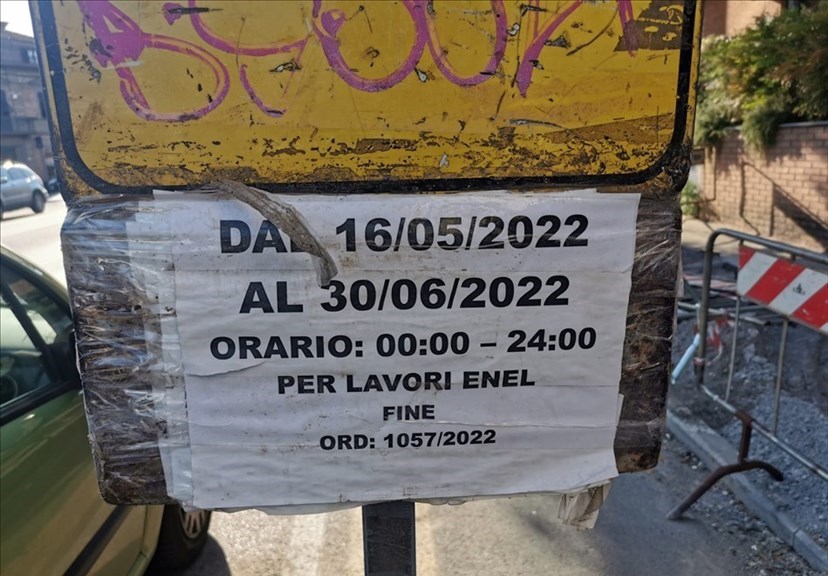 DAL 16/05/2022
AL 30/06/2022
ORARIO: 00:00 – 24:00
PER LAVORI ENEL
FINE
ORD: 1057/2022